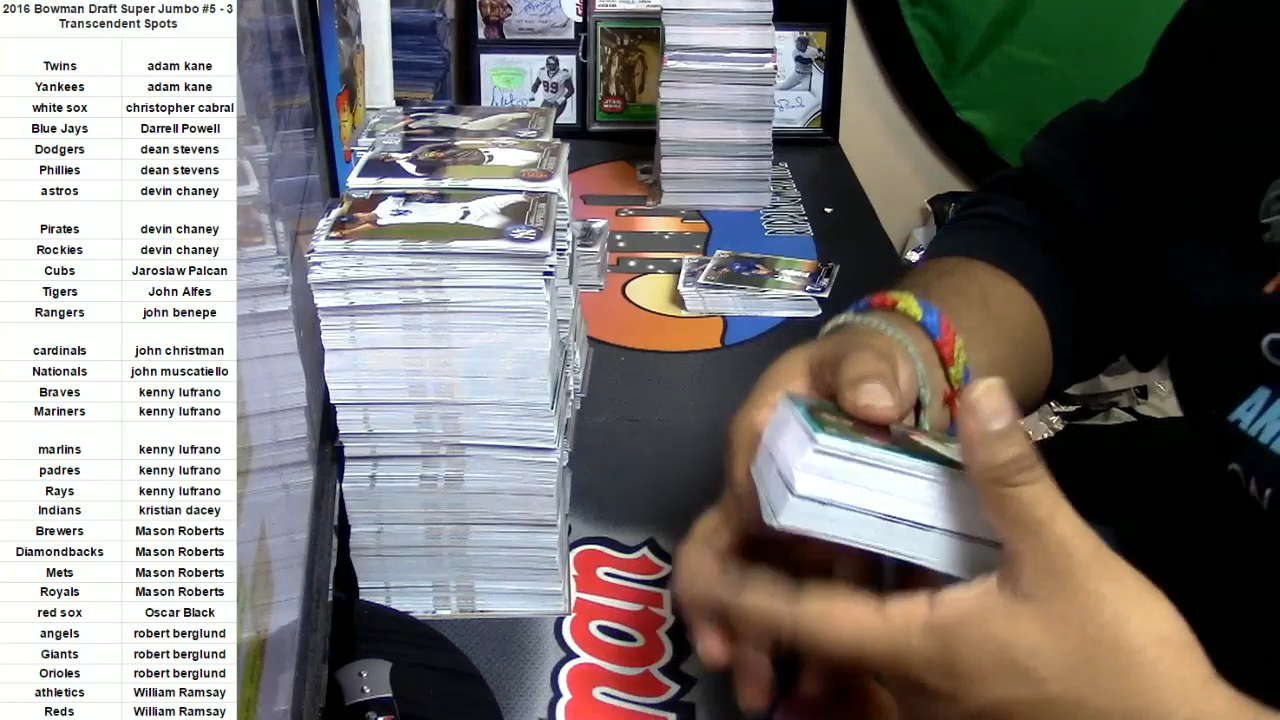 2016 Bowman Draft Super Jumbo #5 - 3
Transcendent Spots
Twins adam kane
Yankees adam kane
white sox christopher cabral
Blue Jays Darrell Powell
Dodgers dean stevens
Phillies dean stevens
astros devin chaney
Pirates devin chaney
Rockies devin chaney
Cubs Jaroslaw Palcan
Tigers John Alfes
Rangers john benepe
cardinals john christman
Nationals john muscatiello
Braves kenny lufrano
Mariners kenny lufrano
marlins kenny lufrano
padres kenny lufrano
Rays kenny lufrano
Indians kristian dacey
Brewers Mason Roberts
Diamondbacks Mason Roberts
Mets Mason Roberts
Royals Mason Roberts
red sox Oscar Black
angels robert berglund
Giants robert berglund
Orioles robert berglund
athletics William Ramsay
Reds William Ramsay
99
STAR WARS
man
AN